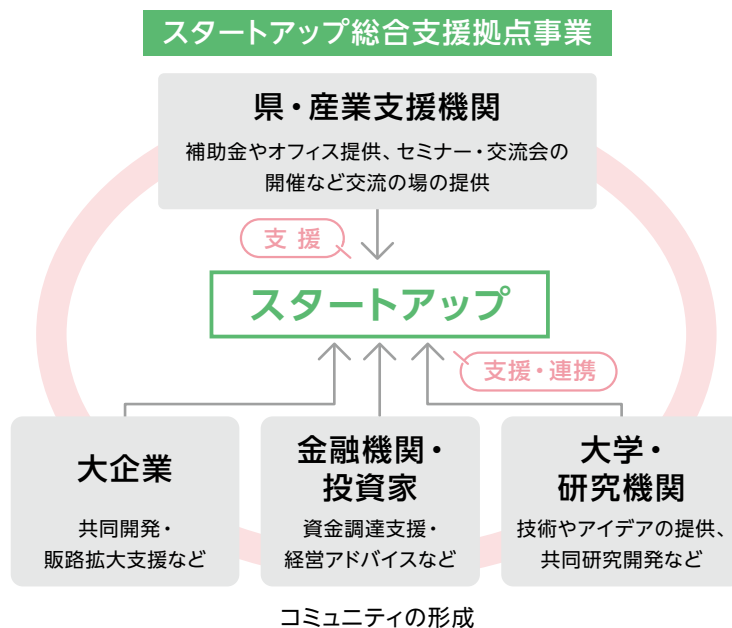 スタートアップ総合支援拠点事業
県・産業支援機関
補助金やオフィス提供、セミナー・交流会の
開催など交流の場の提供
支援
スタートアップ
支援・連携
大企業
共同開発・
販路拡大支援など
金融機関・
投資家
資金調達支援・
経営アドバイスなど
大学・
研究機関
技術やアイデアの提供、
共同研究開発など
コミュニティの形成